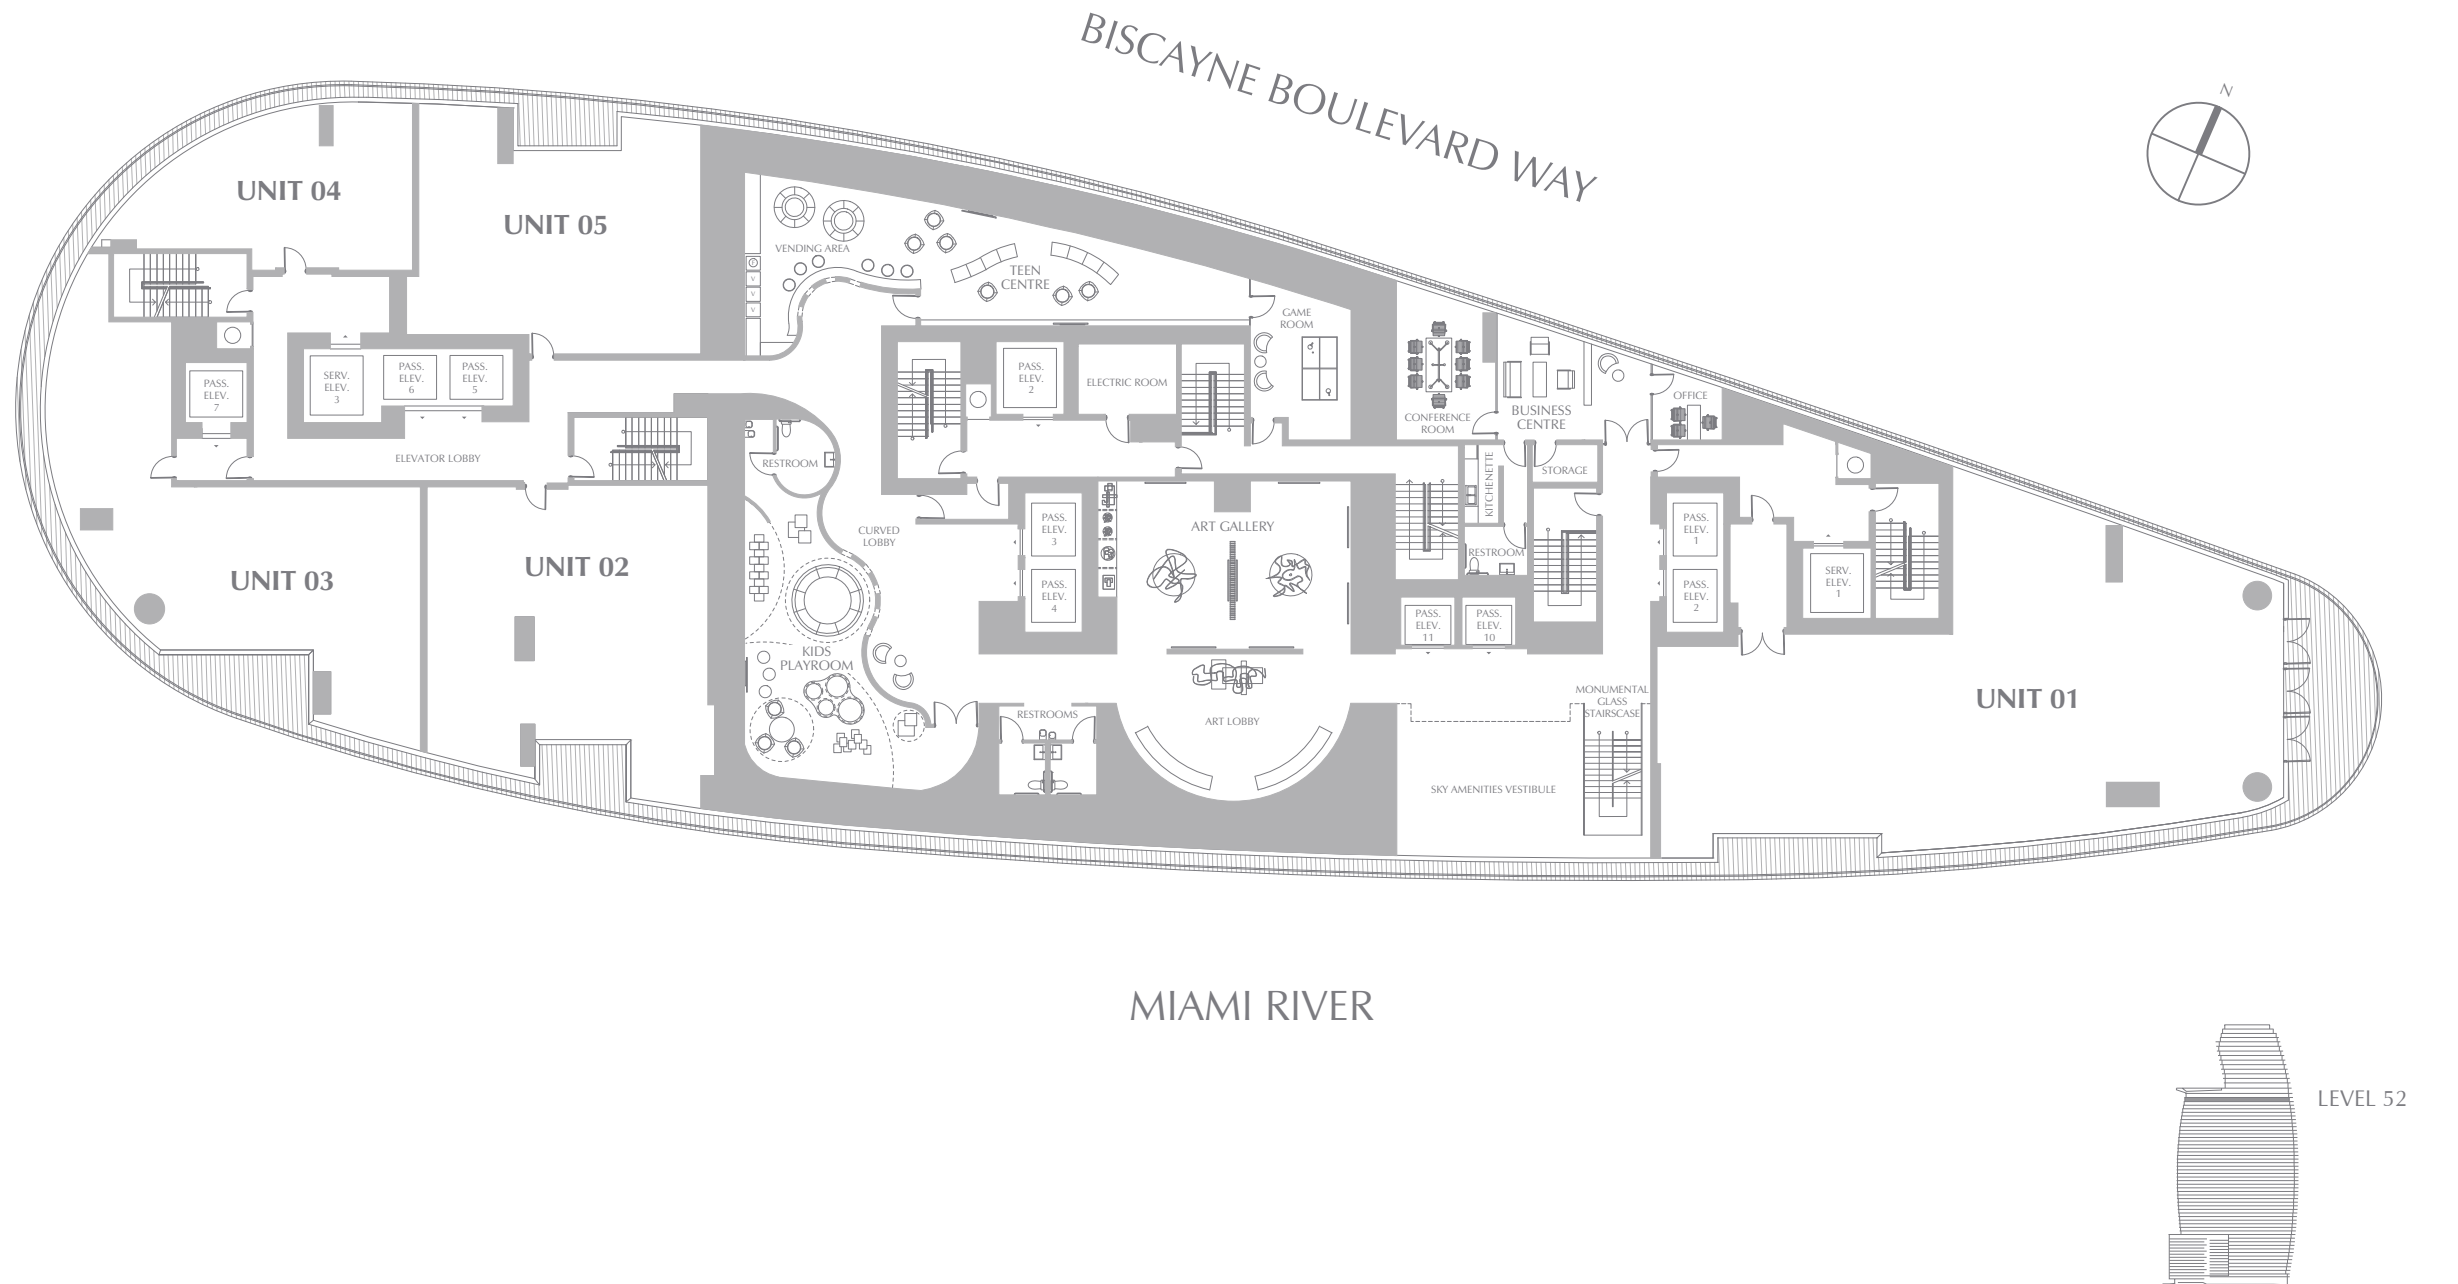 BISCAYNE BOULEVARD WAY
N
UNIT 04
UNIT 05
VENDING AREA
TEEN
CENTRE
F
V
V
V
GAME
ROOM
PASS.
ELEV.
7
SERV.
ELEV.
3
PASS.
ELEV.
6
PASS.
ELEV.
5
PASS.
ELEV.
2
ELECTRIC ROOM
CONFERENCE
ROOM
BUSINESS
CENTRE
OFFICE
ELEVATOR LOBBY
RESTROOM
KITCHENETTE
STORAGE
CURVED
LOBBY
PASS.
ELEV.
3
ART GALLERY
PASS.
ELEV.
1
RESTROOM
UNIT 03
UNIT 02
PASS.
ELEV.
4
PASS.
ELEV.
2
SERV.
ELEV.
1
PASS.
ELEV.
11
PASS.
ELEV.
10
KIDS
PLAYROOM
MONUMENTAL
GLASS
STAIRSCASE
UNIT 01
RESTROOMS
ART LOBBY
SKY AMENITIES VESTIBULE
MIAMI RIVER
LEVEL 52